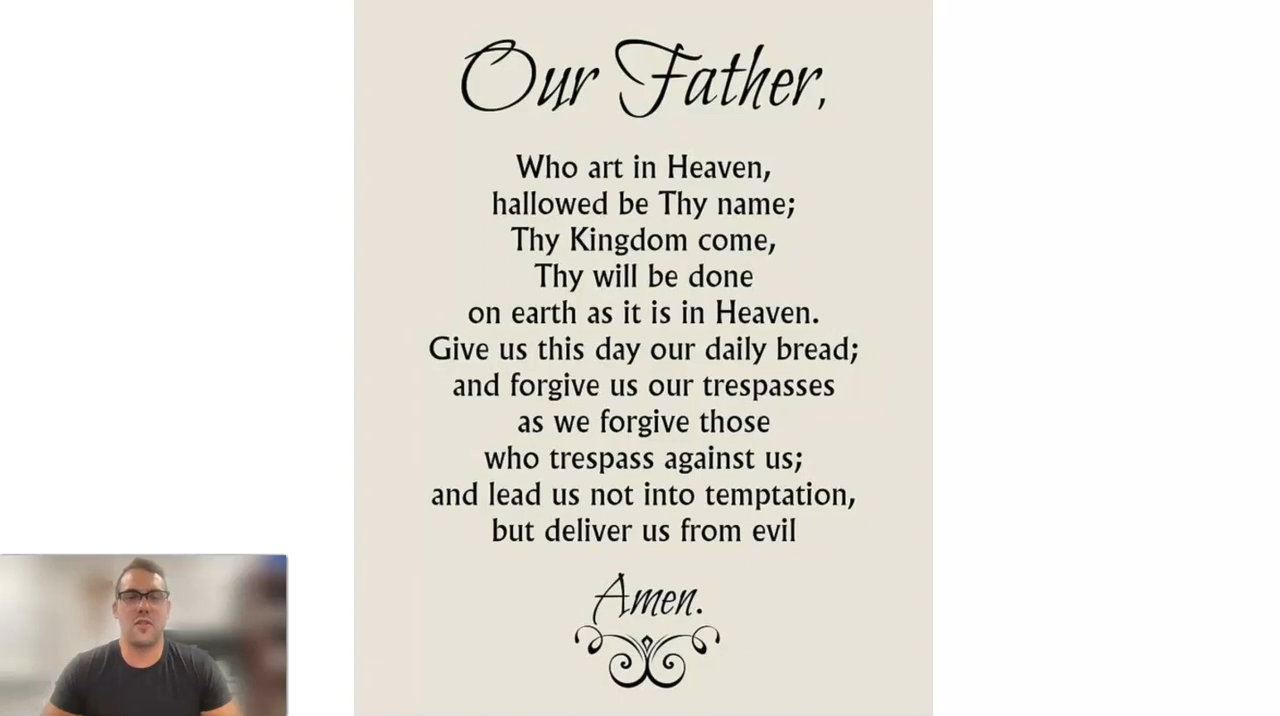 Our Father,
Who art in Heaven,
hallowed be Thy name;
Thy Kingdom come,
Thy will be done
on earth as it is in Heaven.
Give us this day our daily bread;
and forgive us our trespasses
as we forgive those
who trespass against us;
and lead us not into temptation,
but deliver us from evil
Amen.